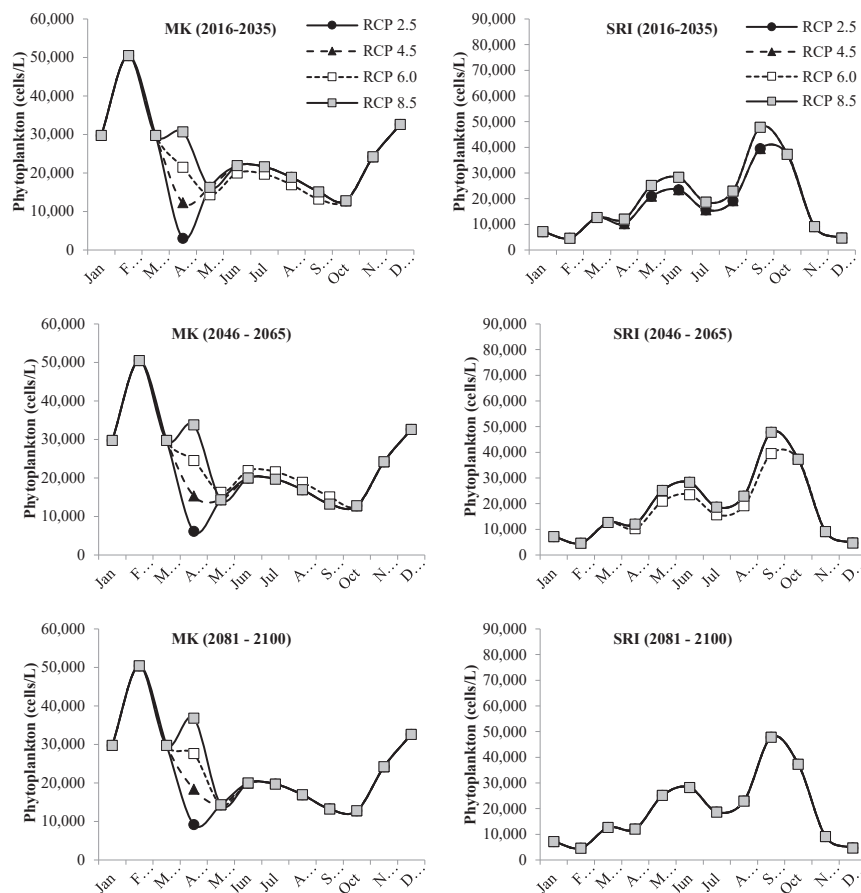 MK (2016-2035)
Phytoplankton (cells/L)
60,000
50,000
40,000
30,000
20,000
10,000
0
Jan F… M… A… M… Jun Jul A… S… Oct N… D…
RCP 2.5
RCP 4.5
RCP 6.0
RCP 8.5
SRI (2016-2035)
Phytoplankton (cells/L)
90,000
80,000
70,000
60,000
50,000
40,000
30,000
20,000
10,000
0
Jan F… M… A… M… Jun Jul A… S… Oct N… D…
RCP 2.5
RCP 4.5
RCP 6.0
RCP 8.5
MK (2046 - 2065)
Phytoplankton (cells/L)
60,000
50,000
40,000
30,000
20,000
10,000
0
Jan F… M… A… M… Jun Jul A… S… Oct N… D…
SRI (2046 - 2065)
Phytoplankton (cells/L)
90,000
80,000
70,000
60,000
50,000
40,000
30,000
20,000
10,000
0
Jan F… M… A… M… Jun Jul A… S… Oct N… D…
MK (2081 - 2100)
Phytoplankton (cells/L)
60,000
50,000
40,000
30,000
20,000
10,000
0
Jan F… M… A… M… Jun Jul A… S… Oct N… D…
SRI (2081 - 2100)
Phytoplankton (cells/L)
90,000
80,000
70,000
60,000
50,000
40,000
30,000
20,000
10,000
0
Jan F… M… A… M… Jun Jul A… S… Oct N… D…